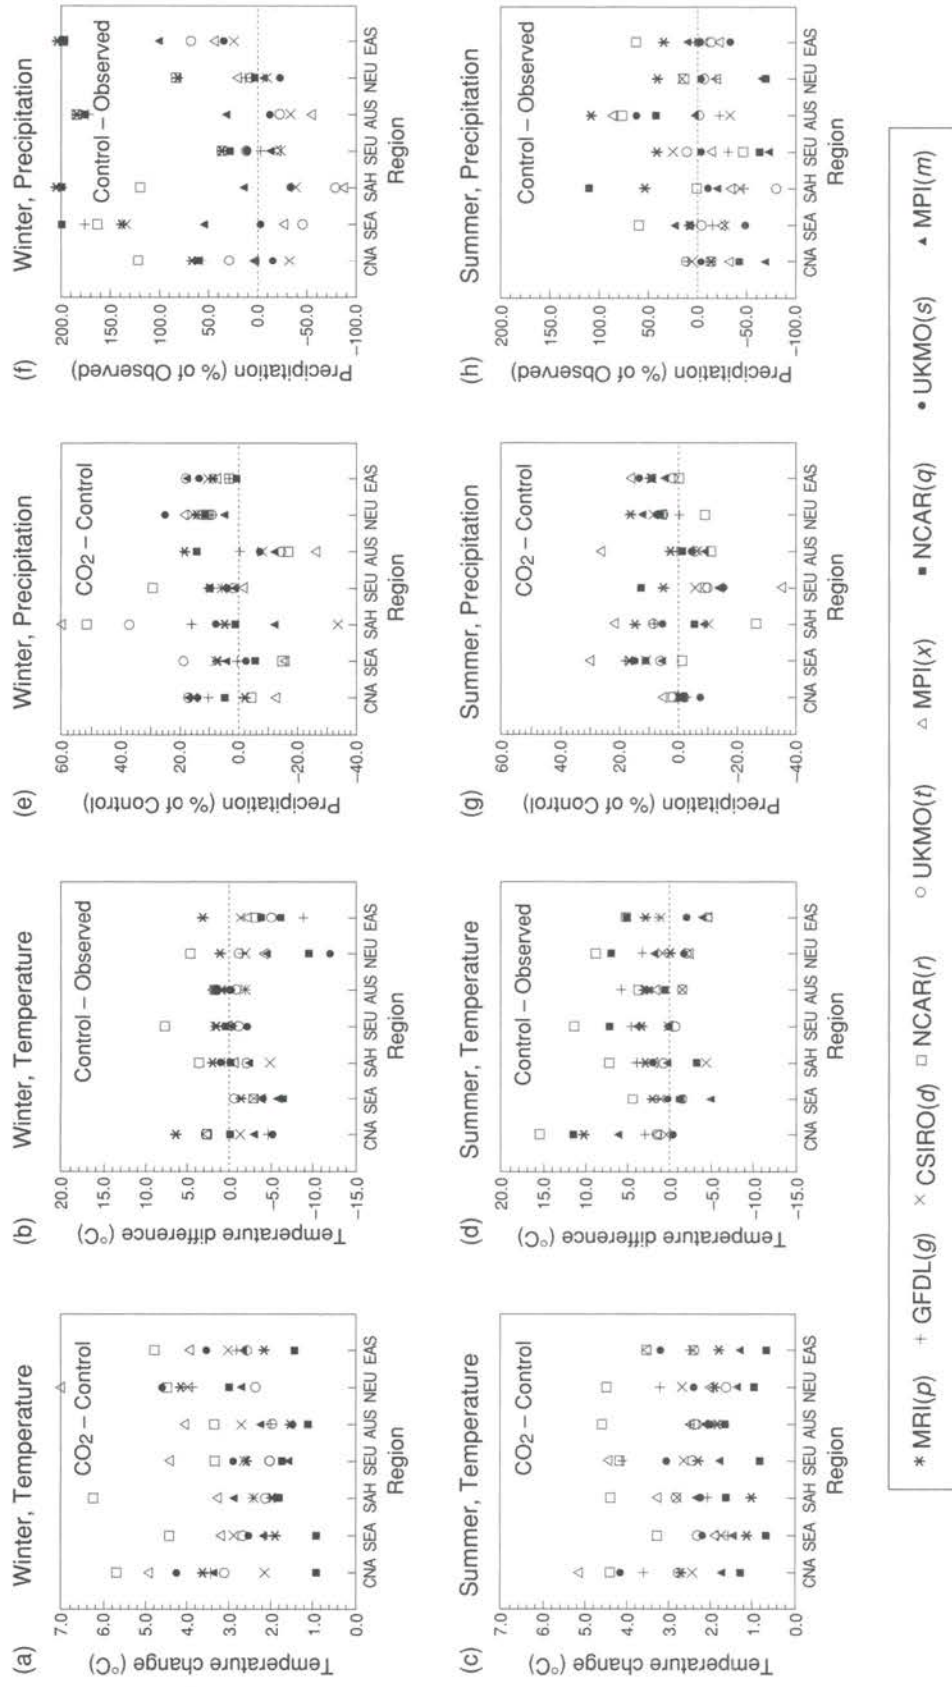 (a) Winter, Temperature
CO2 – Control
Temperature change (°C)
7.0
6.0
5.0
4.0
3.0
2.0
1.0
0.0
CNA SEA SAH SEU AUS NEU EAS
Region
(b) Winter, Temperature
Control – Observed
Temperature difference (°C)
20.0
15.0
10.0
5.0
0.0
–5.0
–10.0
–15.0
CNA SEA SAH SEU AUS NEU EAS
Region
(e) Winter, Precipitation
CO2 – Control
Precipitation (% of Control)
60.0
40.0
20.0
0.0
–20.0
–40.0
CNA SEA SAH SEU AUS NEU EAS
Region
(f) Winter, Precipitation
Control – Observed
Precipitation (% of Observed)
200.0
150.0
100.0
50.0
0.0
–50.0
–100.0
CNA SEA SAH SEU AUS NEU EAS
Region
(c) Summer, Temperature
CO2 – Control
Temperature change (°C)
7.0
6.0
5.0
4.0
3.0
2.0
1.0
0.0
CNA SEA SAH SEU AUS NEU EAS
Region
(d) Summer, Temperature
Control – Observed
Temperature difference (°C)
20.0
15.0
10.0
5.0
0.0
–5.0
–10.0
–15.0
CNA SEA SAH SEU AUS NEU EAS
Region
(g) Summer, Precipitation
CO2 – Control
Precipitation (% of Control)
60.0
40.0
20.0
0.0
–20.0
–40.0
CNA SEA SAH SEU AUS NEU EAS
Region
(h) Summer, Precipitation
Control – Observed
Precipitation (% of Observed)
200.0
150.0
100.0
50.0
0.0
–50.0
–100.0
CNA SEA SAH SEU AUS NEU EAS
Region
MRI(p) GFDL(g) CSIRO(d) NCAR(r) UKMO(t) MPI(x) NCAR(q) UKMO(s) MPI(m)